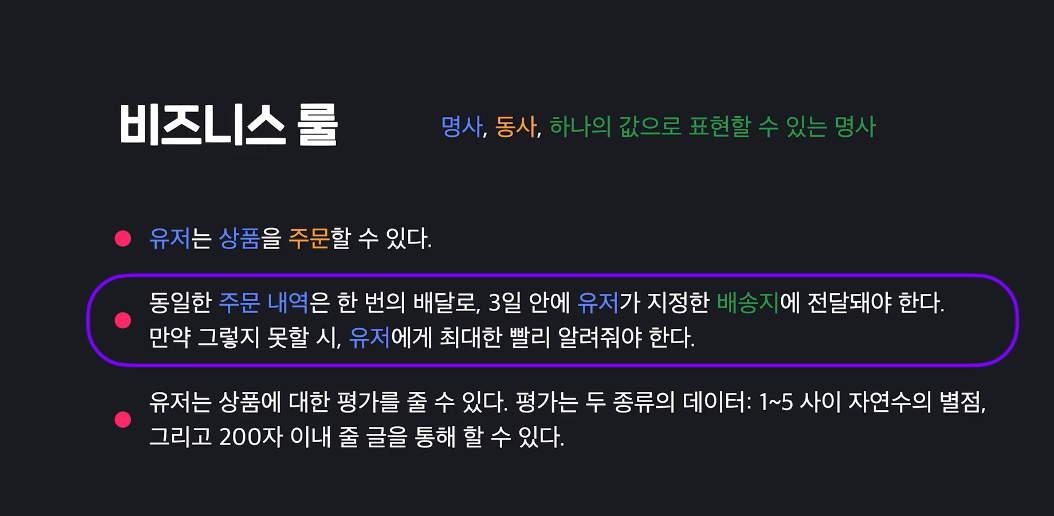 비즈니스 룰
명사, 동사, 하나의 값으로 표현할 수 있는 명사
유저는 상품을 주문할 수 있다.
동일한 주문 내역은 한 번의 배달로, 3일 안에 유저가 지정한 배송지에 전달돼야 한다.
만약 그렇지 못할 시, 유저에게 최대한 빨리 알려줘야 한다.
유저는 상품에 대한 평가를 줄 수 있다. 평가는 두 종류의 데이터: 1~5 사이 자연수의 별점,
그리고 200자 이내 줄 글을 통해 할 수 있다.